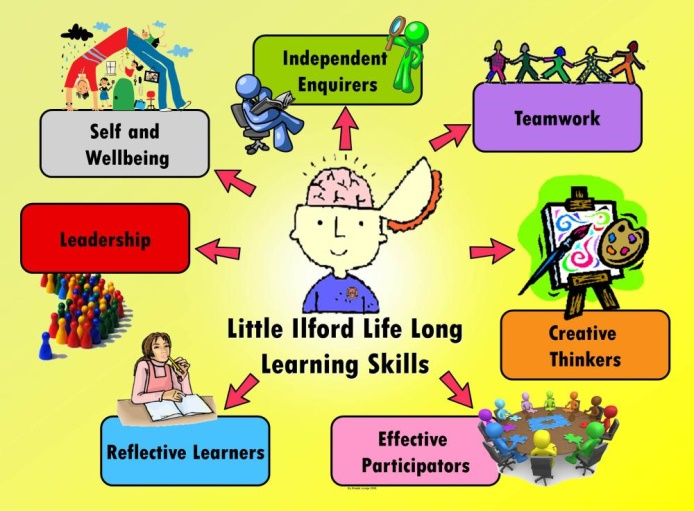 Independent
Enquirers
Teamwork
Self and
Wellbeing
Leadership
Little Ilford Life Long
Learning Skills
Creative
Thinkers
Reflective Learners
Effective
Participators